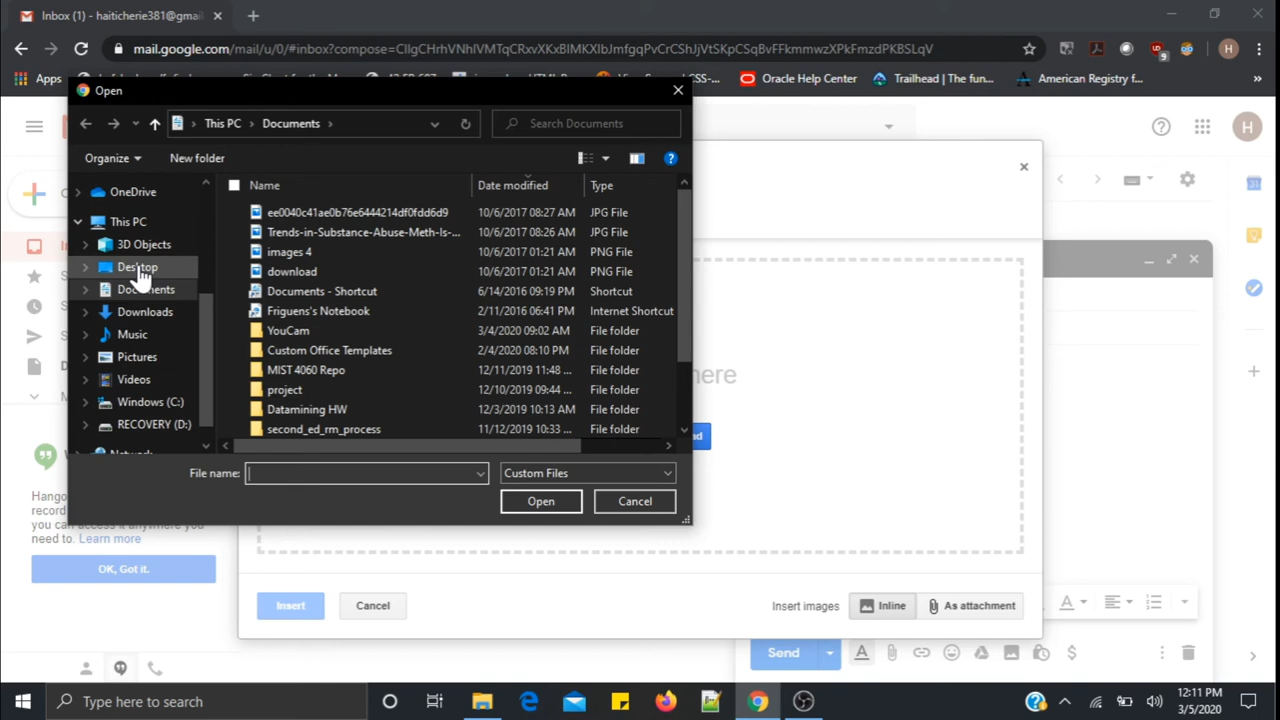 Inbox (1) - haiticherie381@gmail
mail.google.com/mail/u/0/#inbox?compose=CllgCHrhVNhlVMTqCRxvXKxBlMKXlbJmfgqPvCrCShJjVtSKpCSqBvFFkmmwzXPkFmzdPKBSLqV
H
9
Apps
Oracle Help Center
Trailhead | The fun...
American Registry f...
»
Open
This PC
Documents
Search Documents
H
Organize
New folder
OneDrive
Name
Date modified
Type
This PC
3D Objects
Desktop
Documents
Downloads
Music
Pictures
Videos
Windows (C:)
RECOVERY (D:)
ee0040c41ae0b76e6444214df0fdd6d9 10/6/2017 08:27 AM JPG File
Trends-in-Substance-Abuse-Meth-Is-... 10/6/2017 08:26 AM JPG File
images 4 10/6/2017 01:21 AM PNG File
download 10/6/2017 01:21 AM PNG File
Documents - Shortcut 6/14/2016 09:19 PM Shortcut
Friguens's Notebook 2/11/2016 06:41 PM Internet Shortcut
YouCam 3/4/2020 09:02 AM File folder
Custom Office Templates 2/4/2020 08:10 PM File folder
MIST 4060 Repo 12/11/2019 11:48 ... File folder
project 12/10/2019 09:44 ... File folder
Datamining HW 12/3/2019 10:13 AM File folder
second_ed_rm_process 11/12/2019 10:33 ... File folder
here
File name:
Custom Files
Open
Cancel
Hang
record
you can access it anywhere you
need to. Learn more
OK, Got it.
Insert
Cancel
Insert images
Inline
As attachment
Send
Type here to search
12:11 PM
3/5/2020